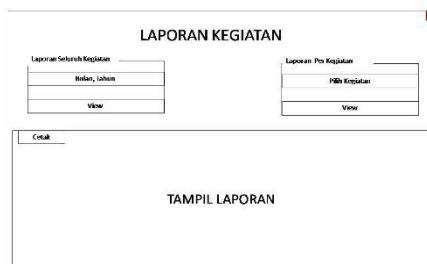 LAPORAN KEGIATAN
Laporan Seluruh Kegiatan
Bulan, Tahun
View
Laporan Per Kegiatan
Pilih Kegiatan
View
Cetak
TAMPIL LAPORAN